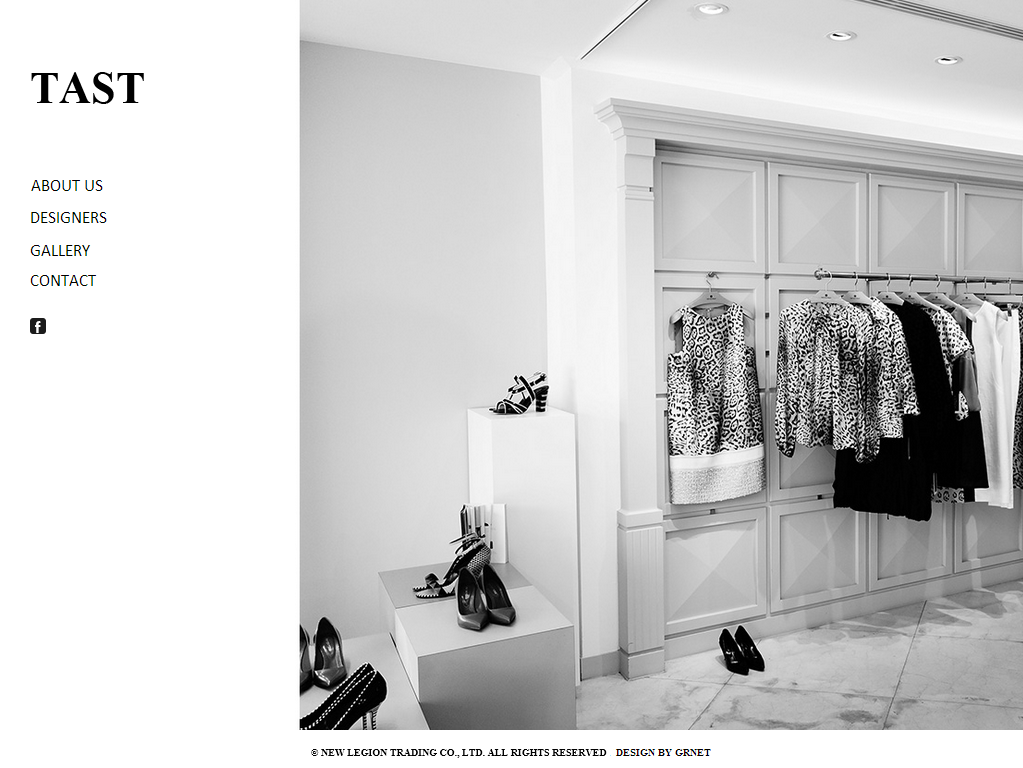 TAST
ABOUT US
DESIGNERS
GALLERY
CONTACT
f
© NEW LEGION TRADING CO., LTD. ALL RIGHTS RESERVED DESIGN BY GRNET